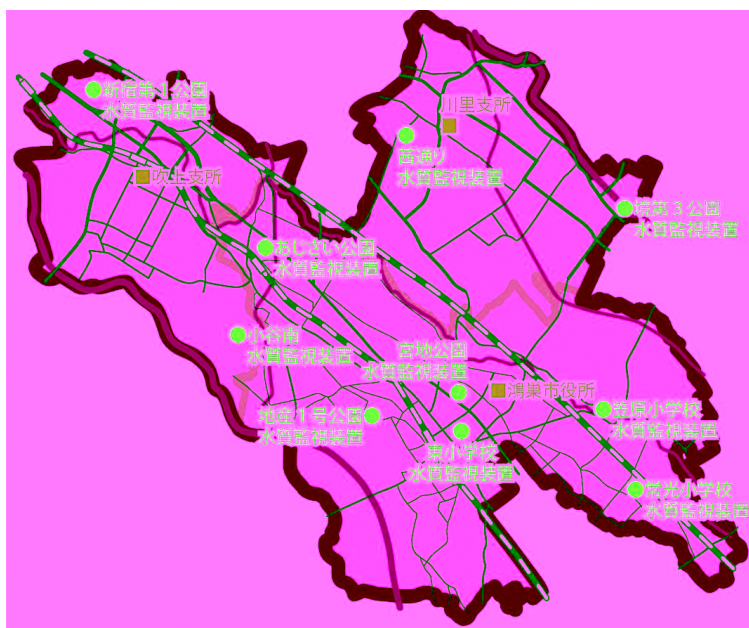 新宿第1公園
水質監視装置
川里支所
茜通り
水質監視装置
吹上支所
境第3公園
水質監視装置
あじさい公園
水質監視装置
小谷南
水質監視装置
宮地公園
水質監視装置
鴻巣市役所
地産1号公園
水質監視装置
笠原小学校
水質監視装置
東小学校
水質監視装置
常光小学校
水質監視装置